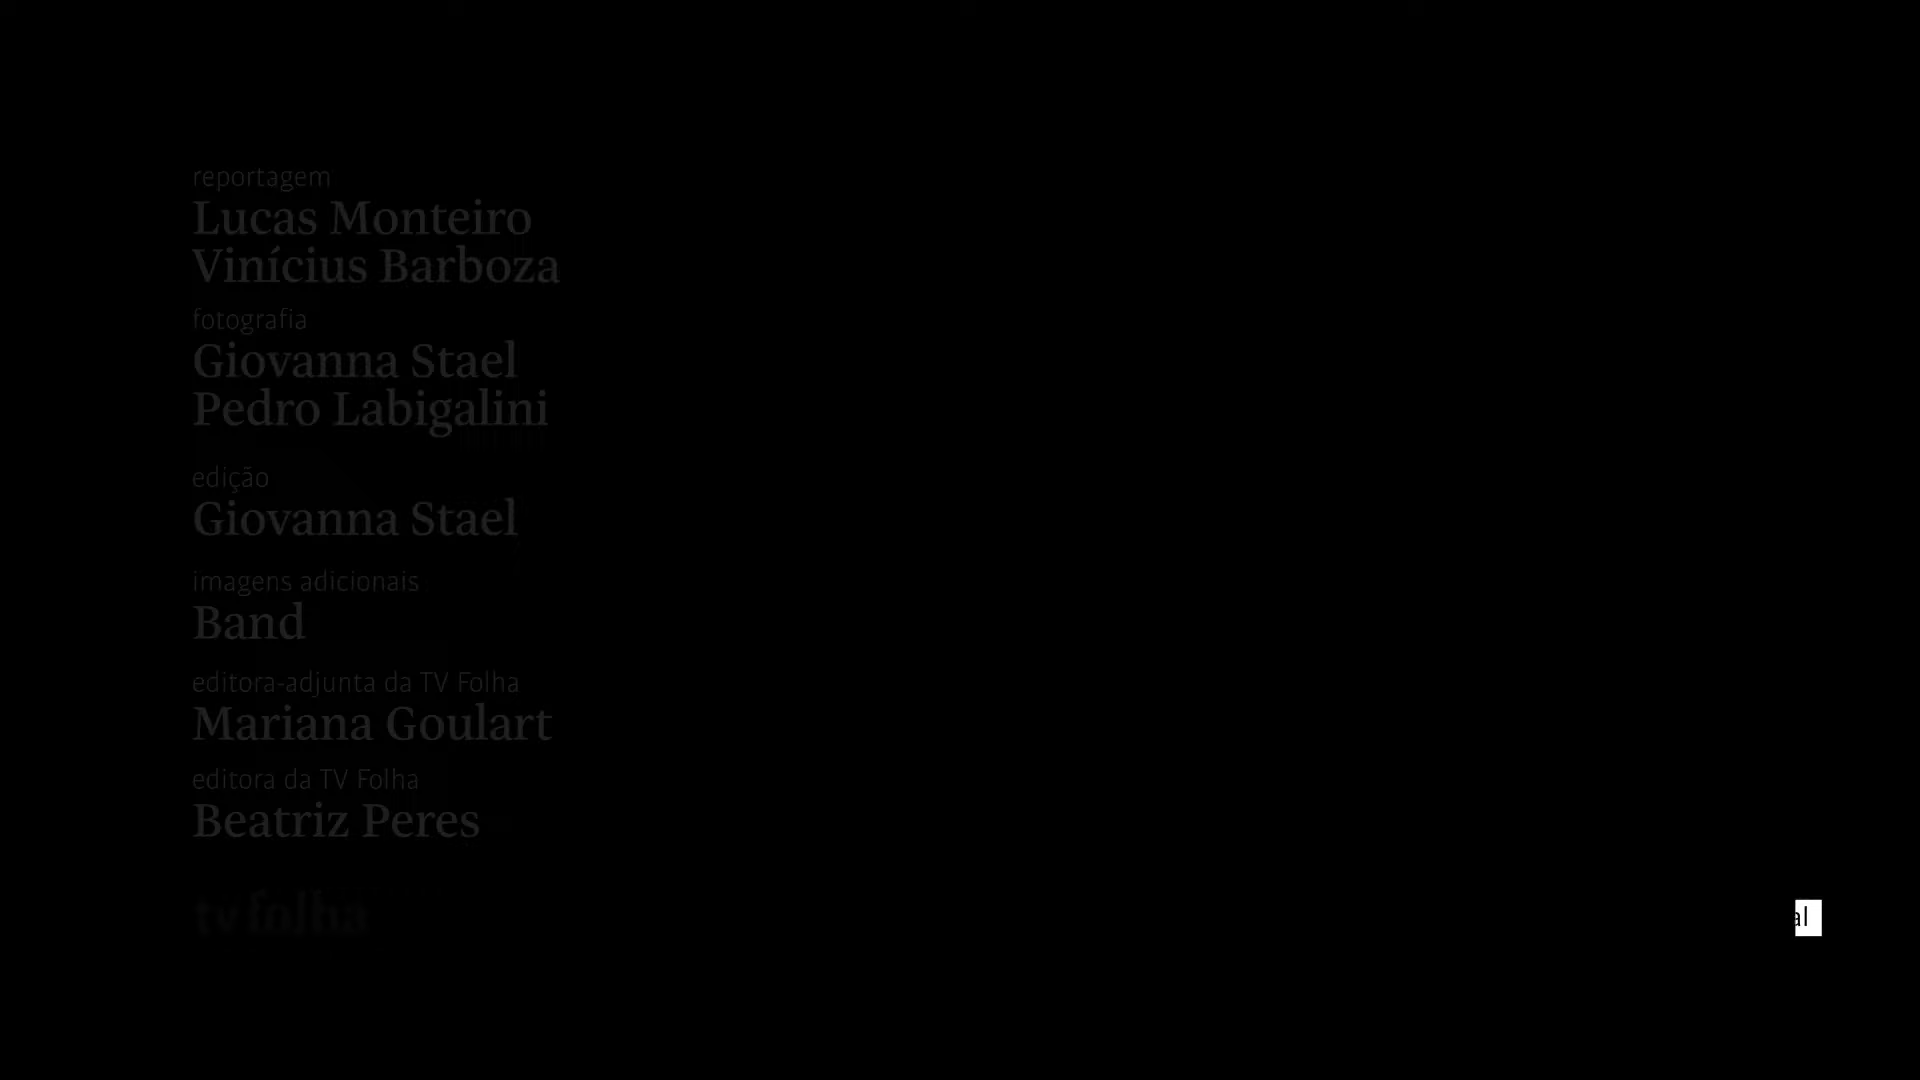 reportagem
Lucas Monteiro
Vinícius Barboza
fotografia
Giovanna Stael
Pedro Labigalini
edição
Giovanna Stael
imagens adicionais
Band
editora-adjunta da TV Folha
Mariana Goulart
editora da TV Folha
Beatriz Peres
tv folha